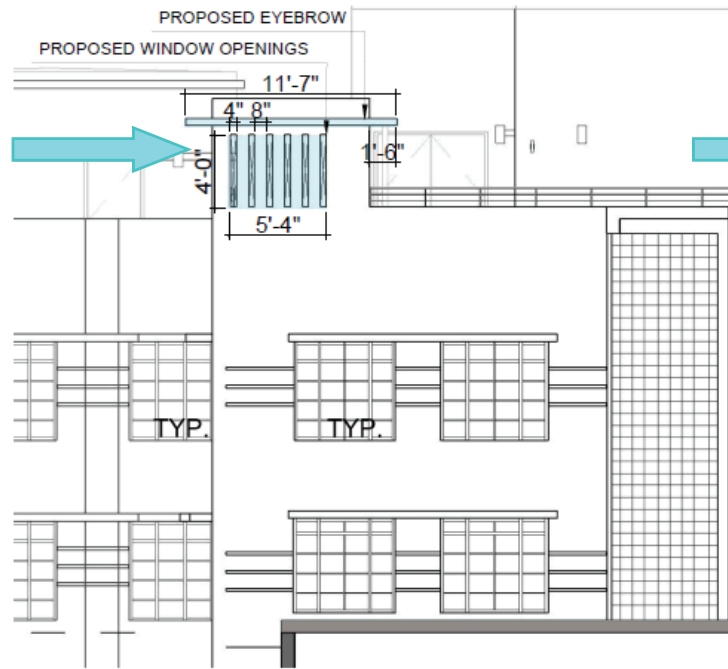 PROPOSED EYEBROW
PROPOSED WINDOW OPENINGS
11'-7"
4" 8"
1'-6"
4'-0"
5'-4"
TYP. TYP.